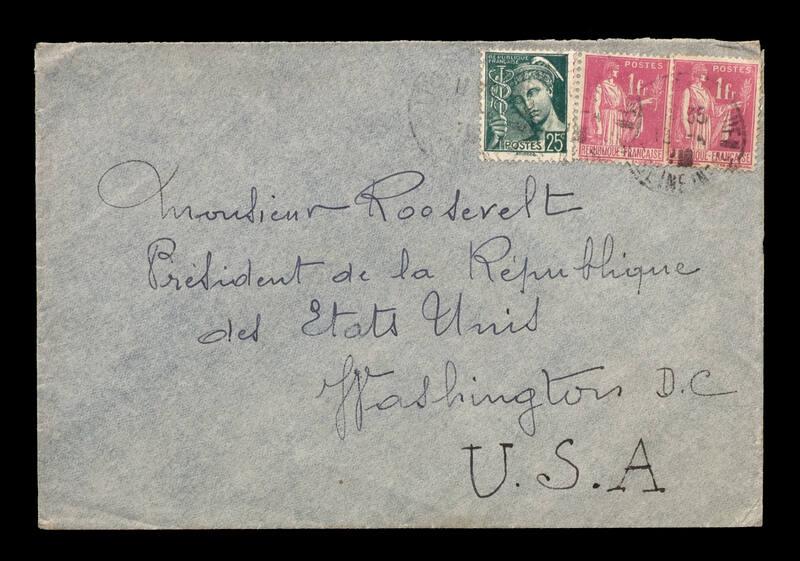 REPUBLIQUE
FRANÇAISE
POSTES 25c
POSTES
1fr
REPUBLIQUE FRANÇAISE
POSTES
1fr
FRANÇAISE
Monsieur Roosevelt
Président de la République
des Etats Unis
Washington D.C
U.S.A